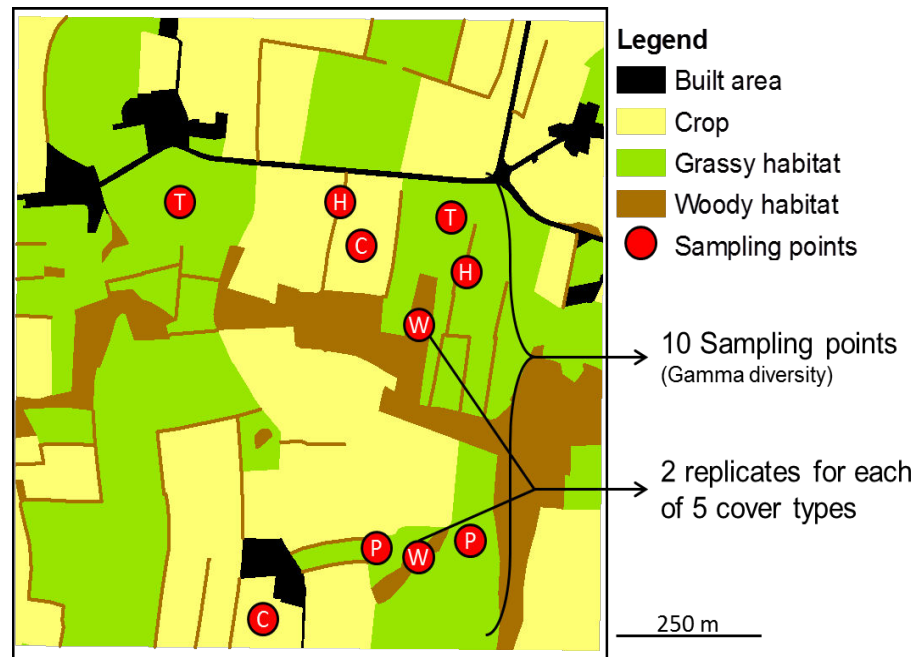 Legend
Built area
Crop
Grassy habitat
Woody habitat
Sampling points
T
H
T
C
H
W
10 Sampling points
(Gamma diversity)
2 replicates for each
of 5 cover types
P
W
P
C
250 m